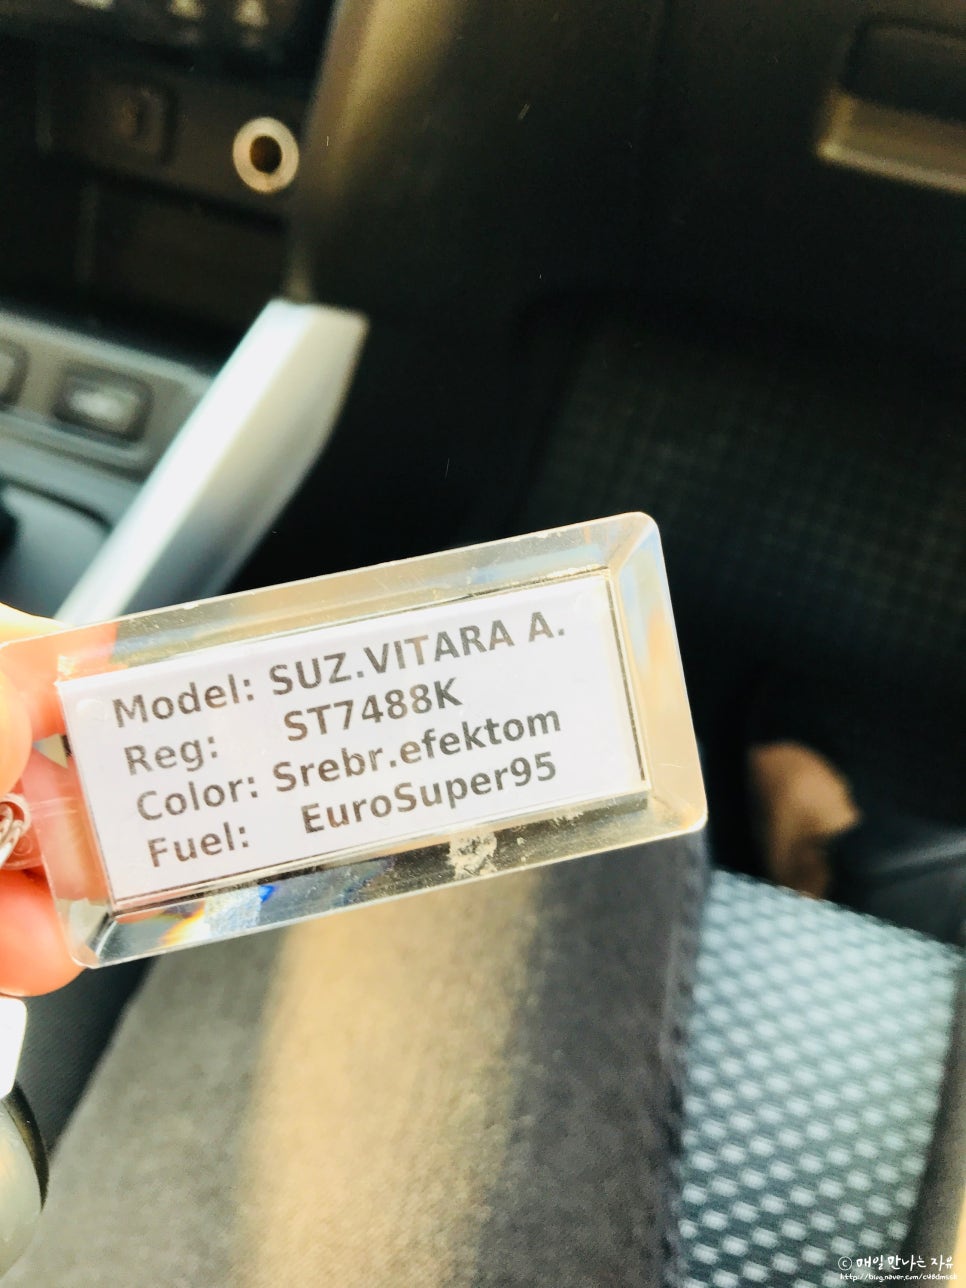 Model: SUZ.VITARA A.
Reg: ST7488K
Color: Srebr.efektom
Fuel: EuroSuper95
ⓒ 매일 만나는 자유